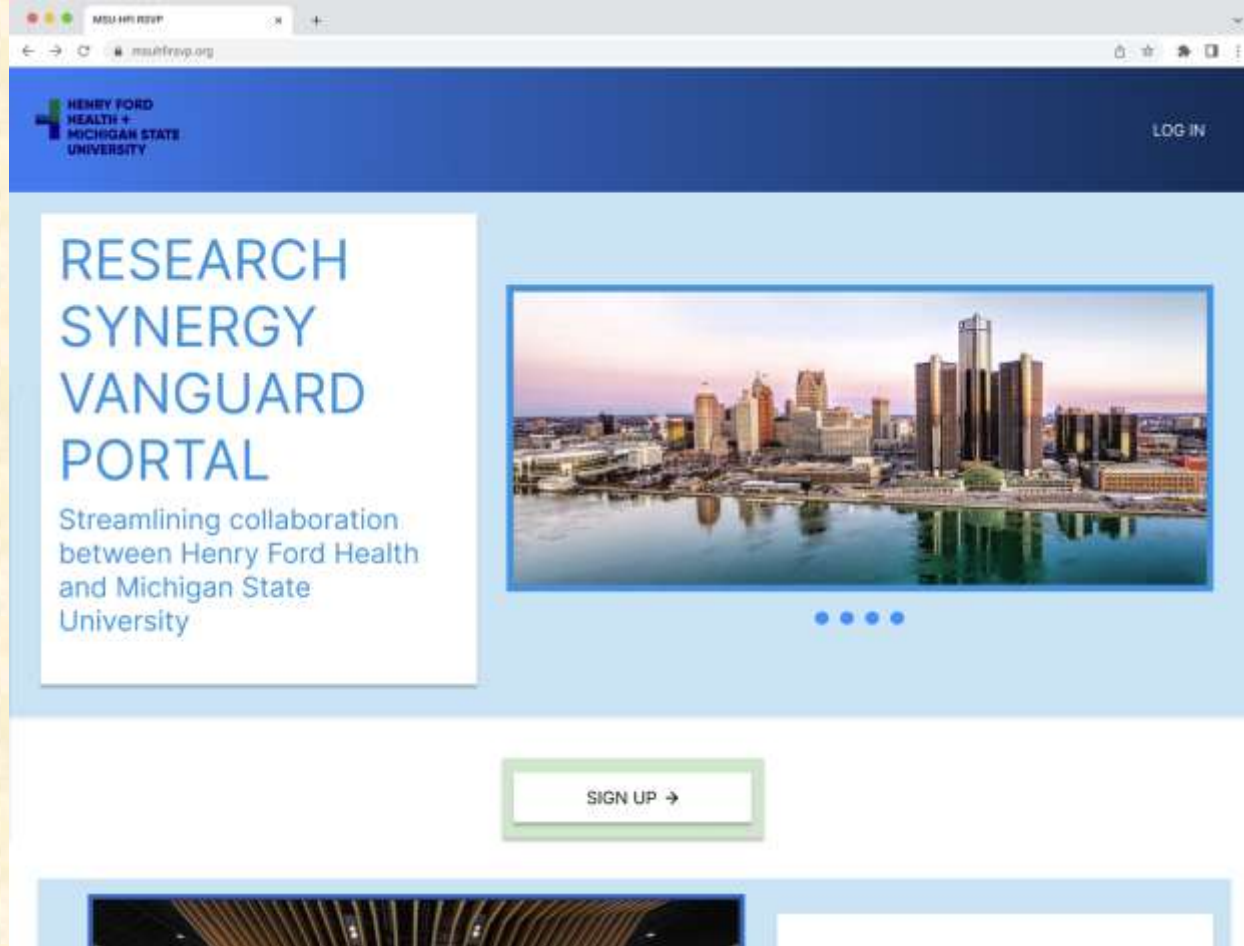 MSU-HFI RSVP
msuhfirsvp.org
HENRY FORD
HEALTH +
MICHIGAN STATE
UNIVERSITY
LOG IN
RESEARCH
SYNERGY
VANGUARD
PORTAL
Streamlining collaboration
between Henry Ford Health
and Michigan State
University
SIGN UP →